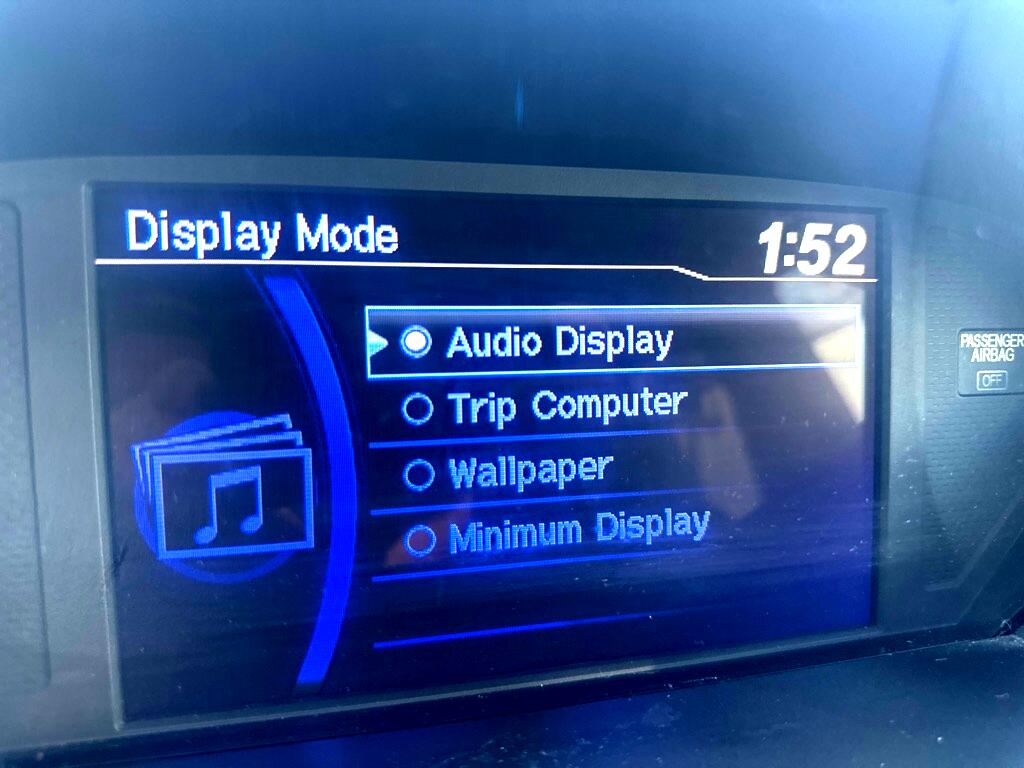 Display Mode
1:52
Audio Display
Trip Computer
Wallpaper
Minimum Display
PASSENGER
AIRBAG
OFF